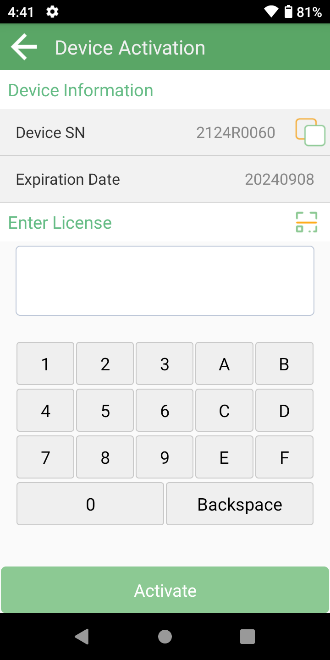 4:41 81%
Device Activation
Device Information
Device SN 2124R0060
Expiration Date 20240908
Enter License
1 2 3 A B
4 5 6 C D
7 8 9 E F
0 Backspace
Activate